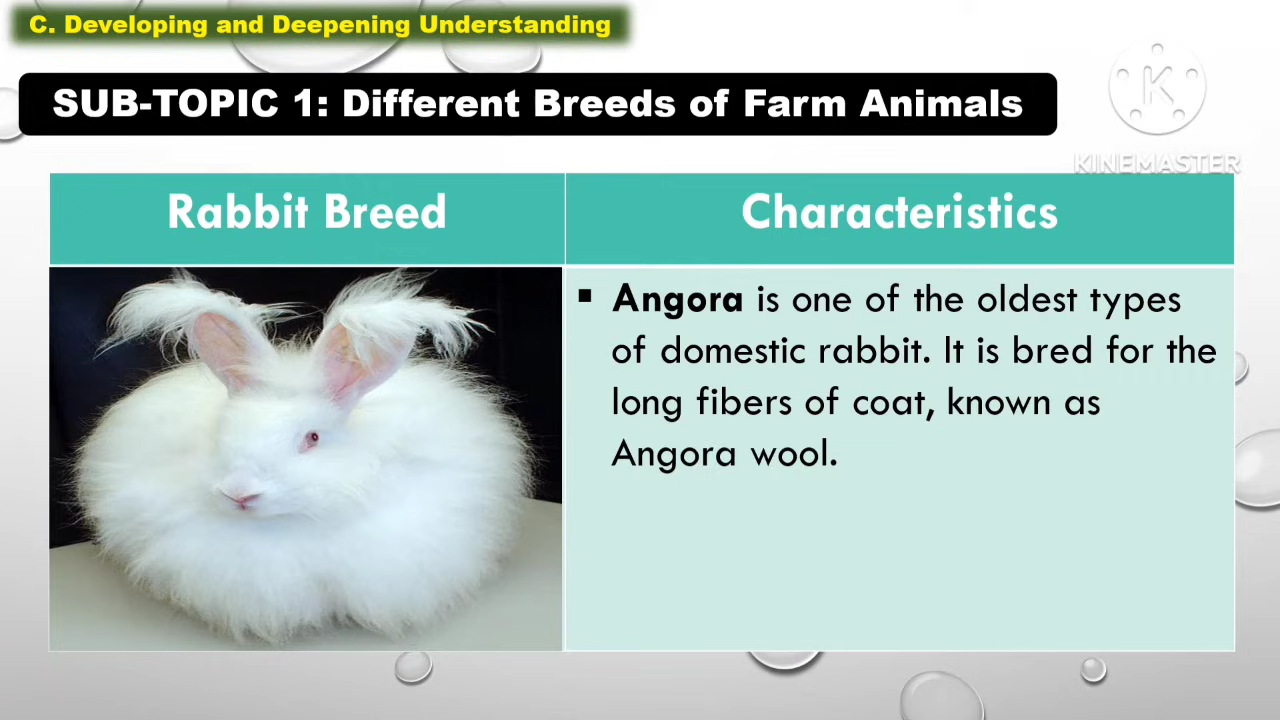 C. Developing and Deepening Understanding
SUB-TOPIC 1: Different Breeds of Farm Animals
K
KINEMASTER
Rabbit Breed
Characteristics
▪ Angora is one of the oldest types
of domestic rabbit. It is bred for the
long fibers of coat, known as
Angora wool.